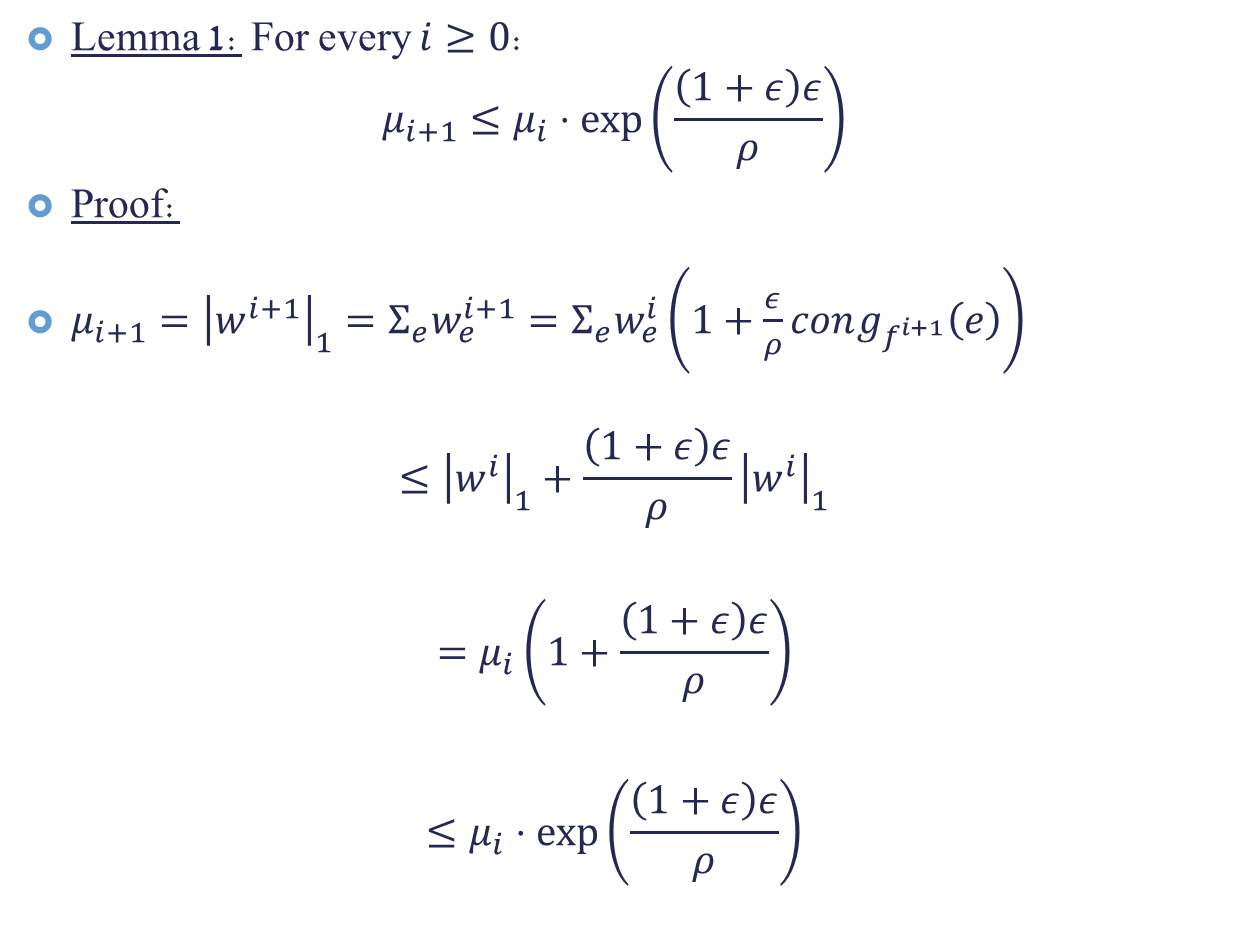 Lemma 1: For every i ≥ 0:
μ_{i+1} ≤ μ_i · exp((1 + ϵ)ϵ / ρ)
Proof:
μ_{i+1} = |w^{i+1}|_1 = Σ_e w_e^{i+1} = Σ_e w_e^i (1 + ϵ/ρ cong_{f^{i+1}}(e))
≤ |w^i|_1 + (1 + ϵ)ϵ / ρ |w^i|_1
= μ_i (1 + (1 + ϵ)ϵ / ρ)
≤ μ_i · exp((1 + ϵ)ϵ / ρ)